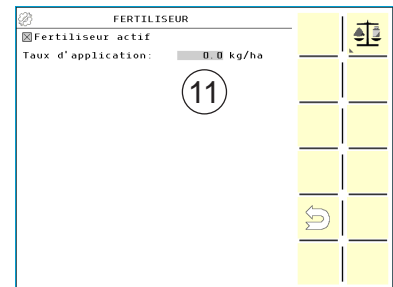 FERTILISEUR
Fertiliseur actif
Taux d'application: 0.0 kg/ha
11